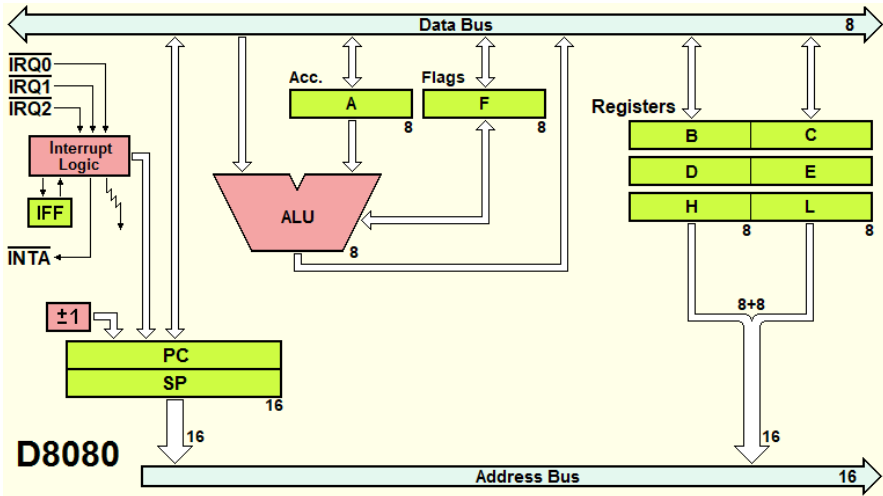 Data Bus 8
IRQ0
IRQ1
IRQ2
Acc. Flags
A F
8 8
Registers
B C
D E
H L
8 8
Interrupt
Logic
IFF
INTA
ALU
8
±1
PC
SP
16
8+8
16 16
D8080
Address Bus 16